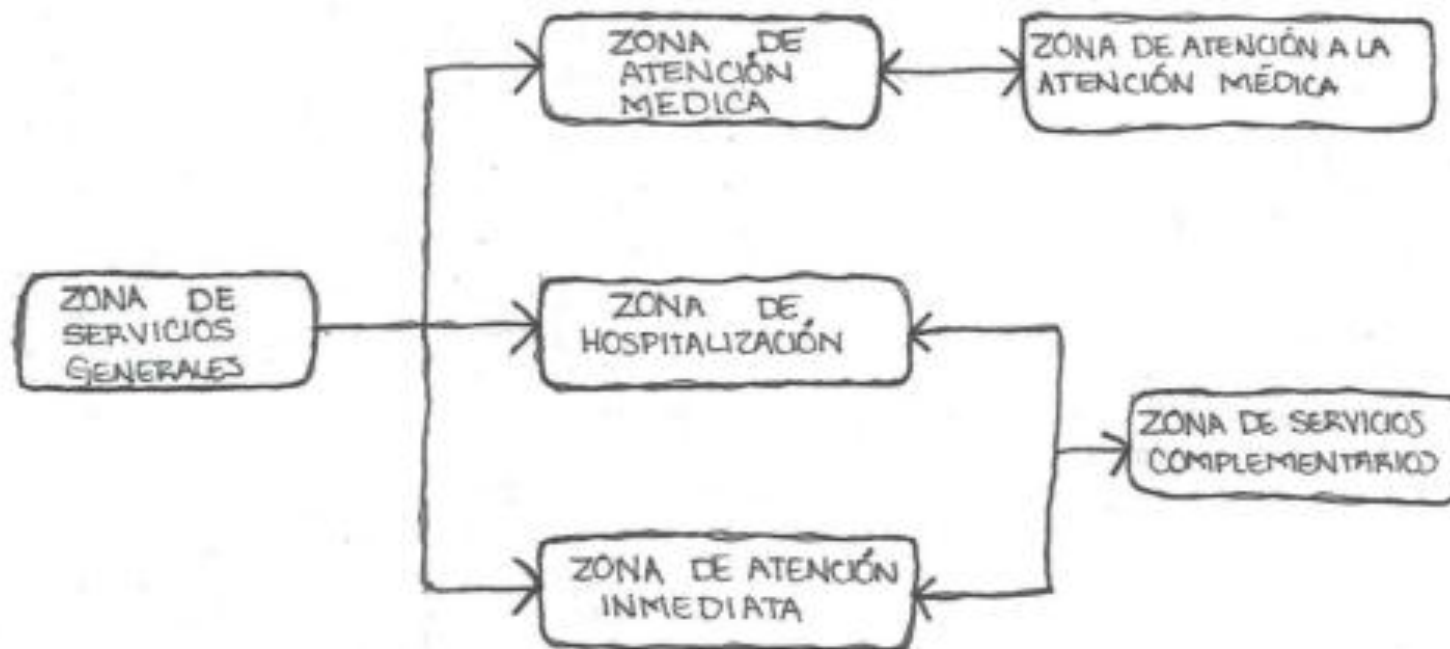 ZONA DE
ATENCIÓN
MEDICA
ZONA DE ATENCIÓN A LA
ATENCIÓN MÉDICA
ZONA DE
SERVICIOS
GENERALES
ZONA DE
HOSPITALIZACIÓN
ZONA DE SERVICIOS
COMPLEMENTARIOS
ZONA DE ATENCIÓN
INMEDIATA